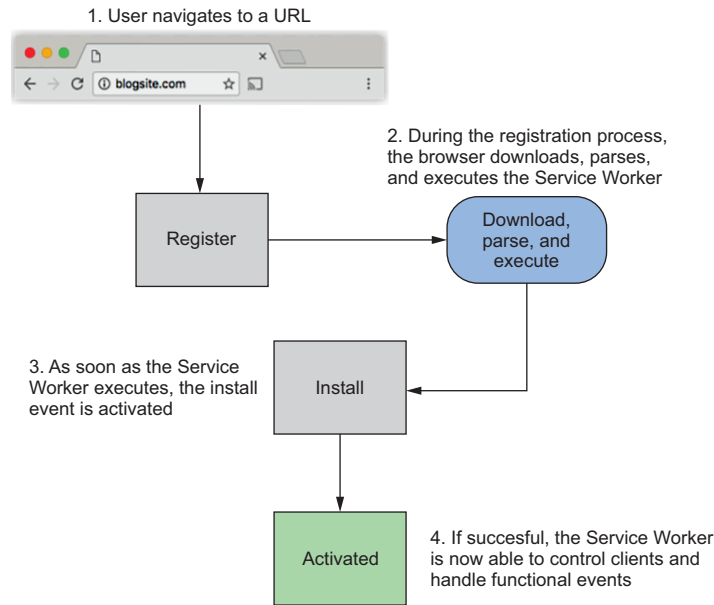 1. User navigates to a URL
blogsite.com
2. During the registration process,
the browser downloads, parses,
and executes the Service Worker
Register
Download,
parse, and
execute
3. As soon as the Service
Worker executes, the install
event is activated
Install
Activated
4. If succesful, the Service Worker
is now able to control clients and
handle functional events